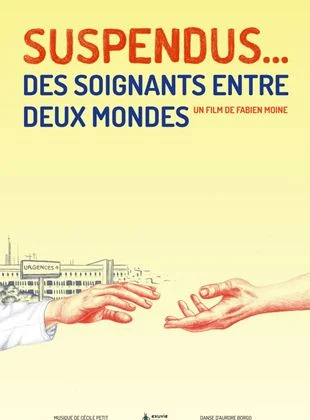 SUSPENDUS...
DES SOIGNANTS ENTRE
DEUX MONDES
UN FILM DE FABIEN MOINE
URGENCES +
MUSIQUE DE CÉCILE PETIT
exuvie
DANSE D'AURORE BORGO